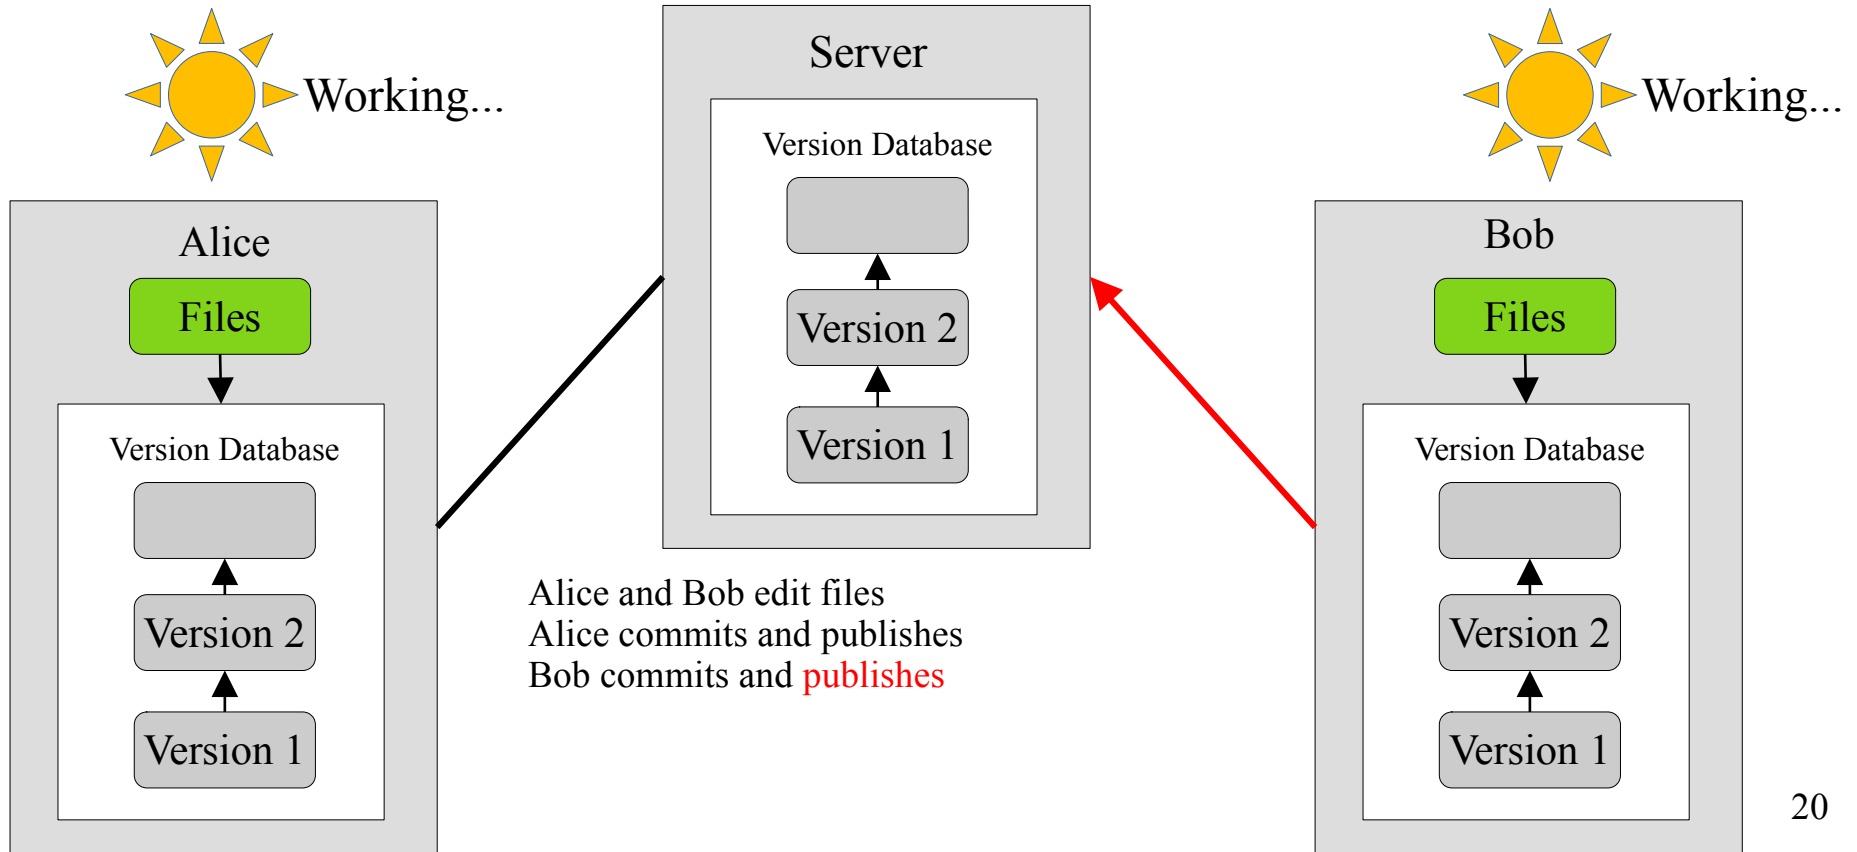 Working...
Server
Working...
Version Database
Version 2
Version 1
Alice
Files
Version Database
Version 2
Version 1
Bob
Files
Version Database
Version 2
Version 1
Alice and Bob edit files
Alice commits and publishes
Bob commits and publishes
20